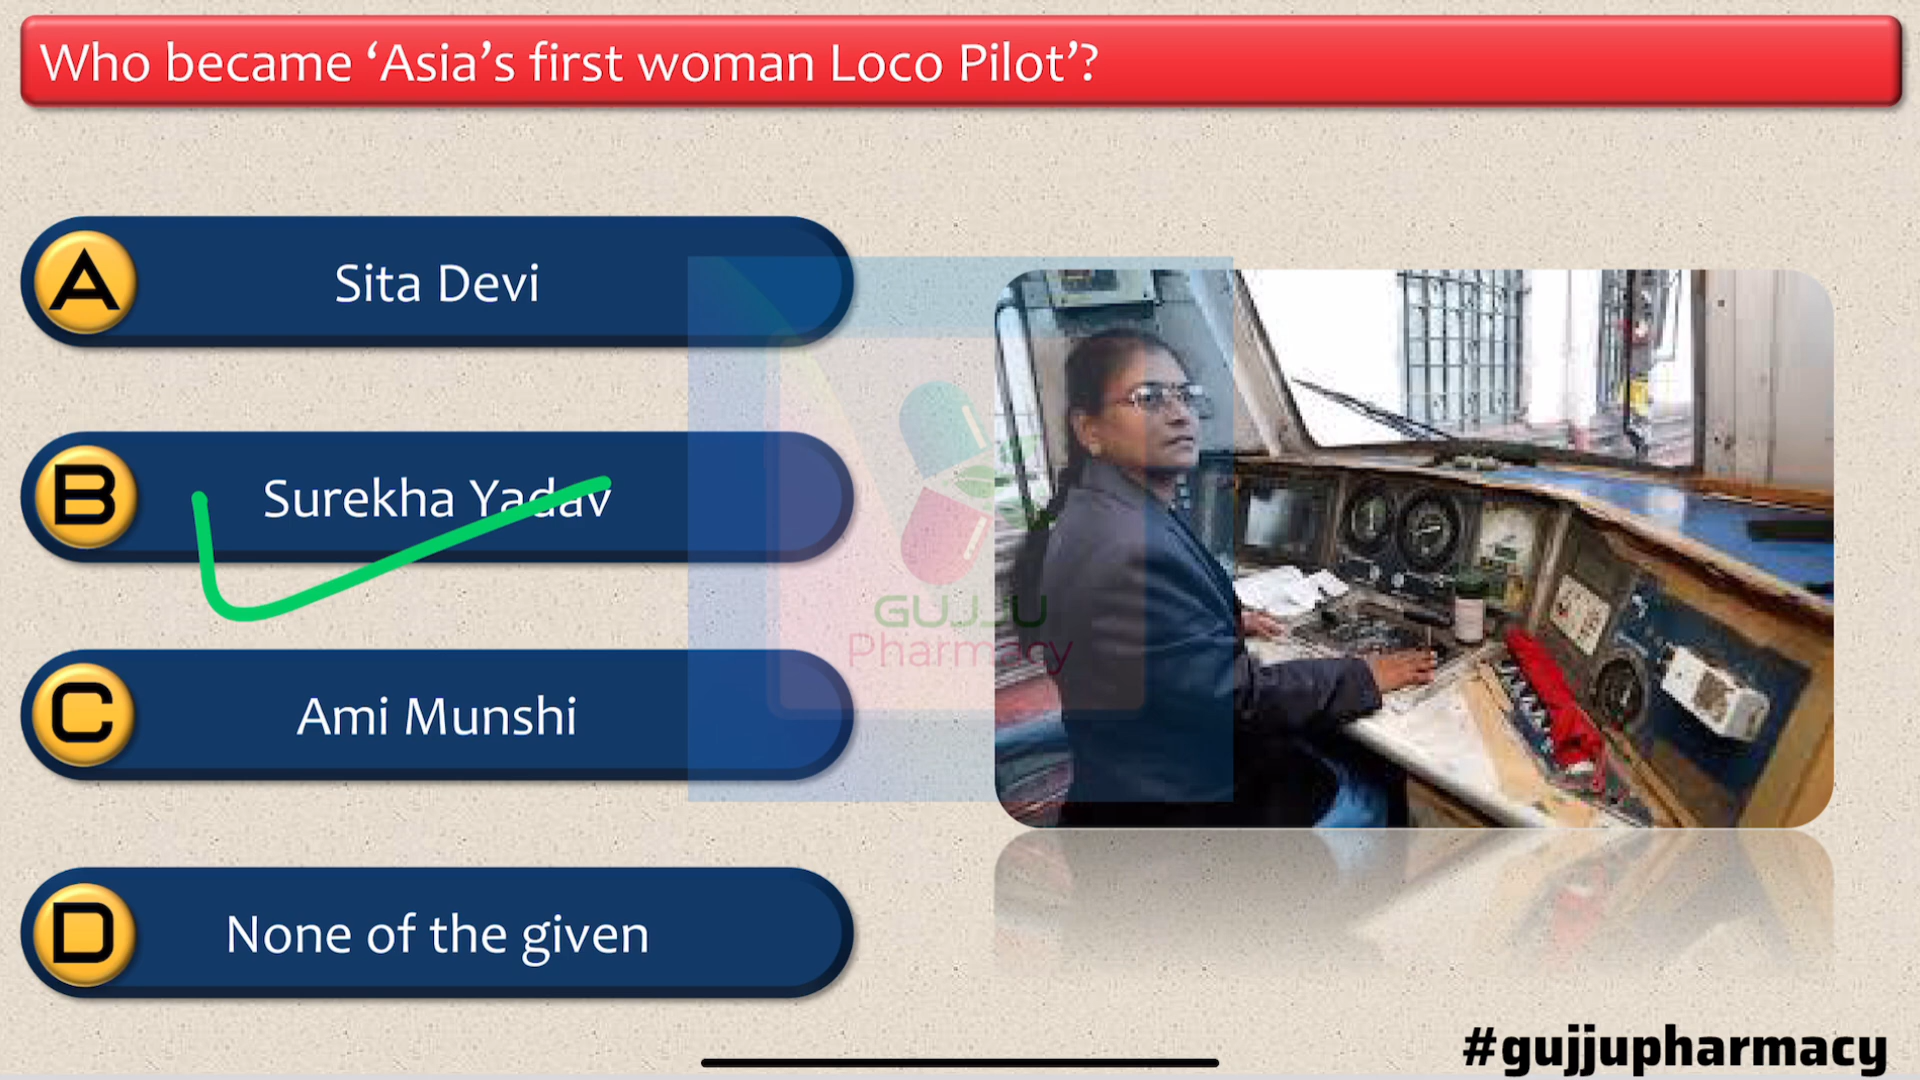 Who became ‘Asia’s first woman Loco Pilot’?
A Sita Devi
B Surekha Yadav
C Ami Munshi
D None of the given
GUJJU
Pharmacy
#gujjupharmacy